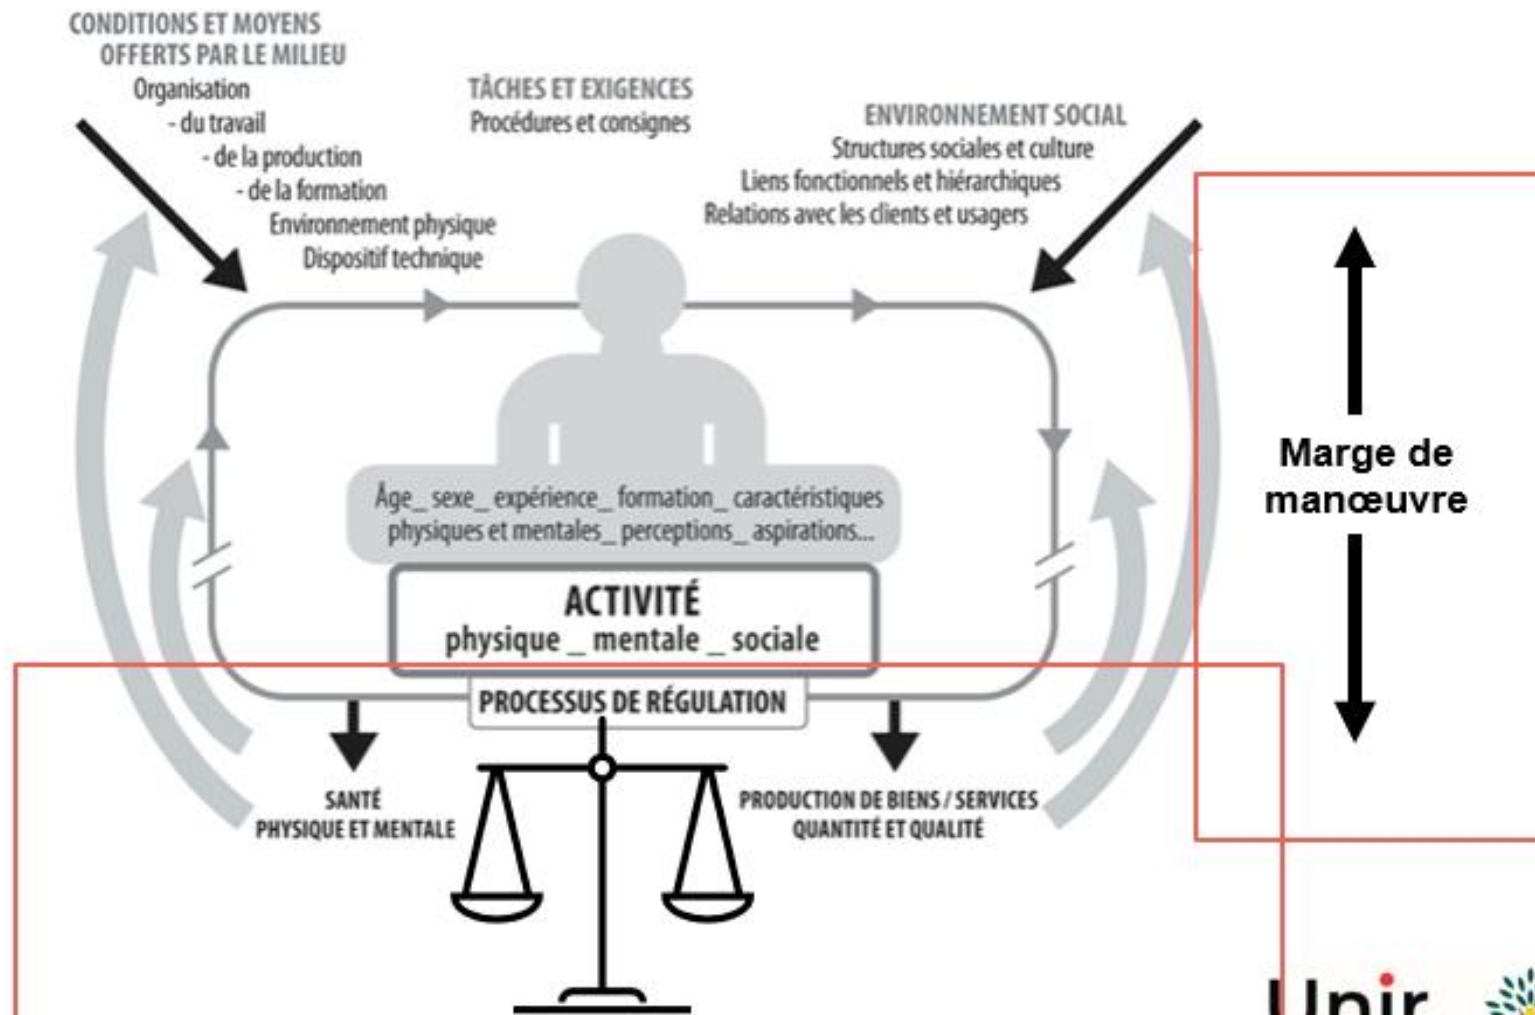 CONDITIONS ET MOYENS
OFFERTS PAR LE MILIEU
Organisation
- du travail
- de la production
- de la formation
Environnement physique
Dispositif technique
TÂCHES ET EXIGENCES
Procédures et consignes
ENVIRONNEMENT SOCIAL
Structures sociales et culture
Liens fonctionnels et hiérarchiques
Relations avec les clients et usagers
Marge de
manœuvre
Âge_ sexe_ expérience_ formation_ caractéristiques
physiques et mentales_ perceptions_ aspirations...
ACTIVITÉ
physique _ mentale _ sociale
PROCESSUS DE RÉGULATION
SANTÉ
PHYSIQUE ET MENTALE
PRODUCTION DE BIENS / SERVICES
QUANTITÉ ET QUALITÉ
Unir